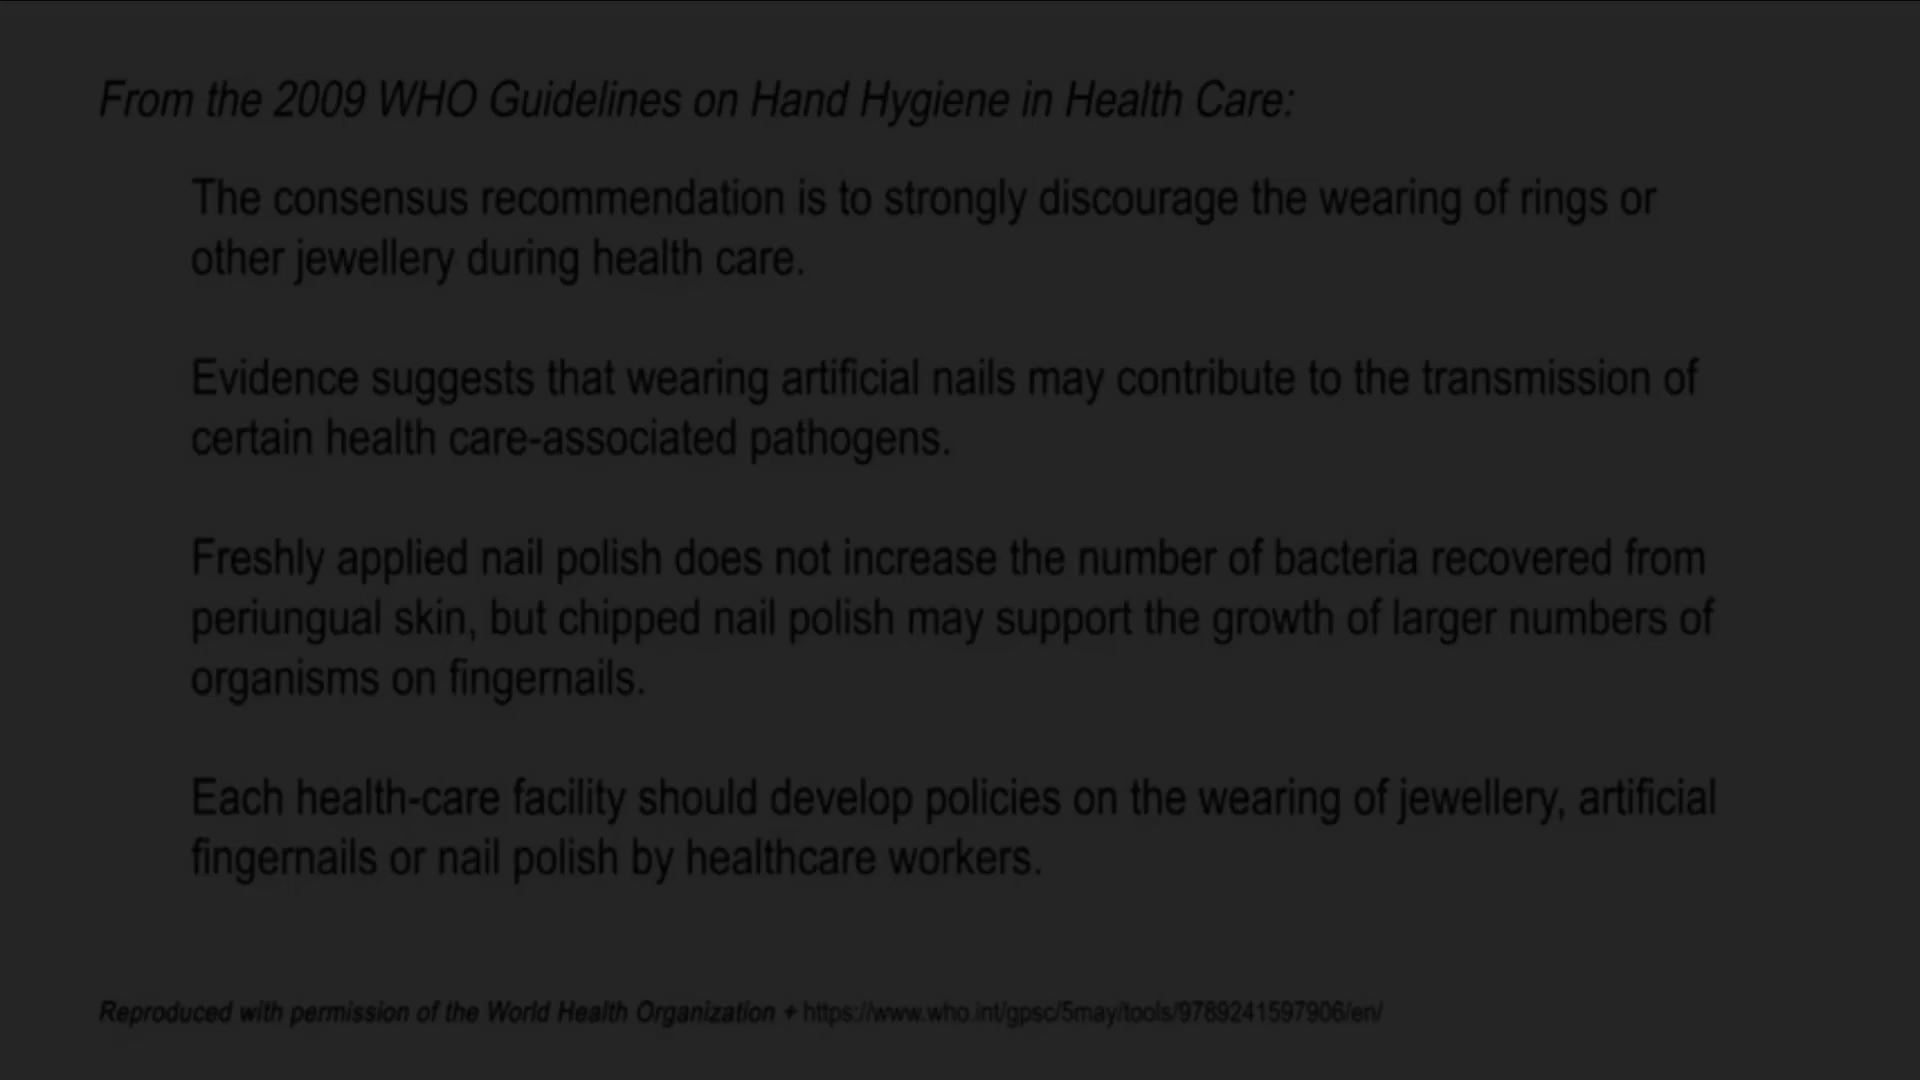 From the 2009 WHO Guidelines on Hand Hygiene in Health Care:
The consensus recommendation is to strongly discourage the wearing of rings or
other jewellery during health care.
Evidence suggests that wearing artificial nails may contribute to the transmission of
certain health care-associated pathogens.
Freshly applied nail polish does not increase the number of bacteria recovered from
periungual skin, but chipped nail polish may support the growth of larger numbers of
organisms on fingernails.
Each health-care facility should develop policies on the wearing of jewellery, artificial
fingernails or nail polish by healthcare workers.
Reproduced with permission of the World Health Organization + https://www.who.int/gpsc/5may/tools/9789241597906/en/